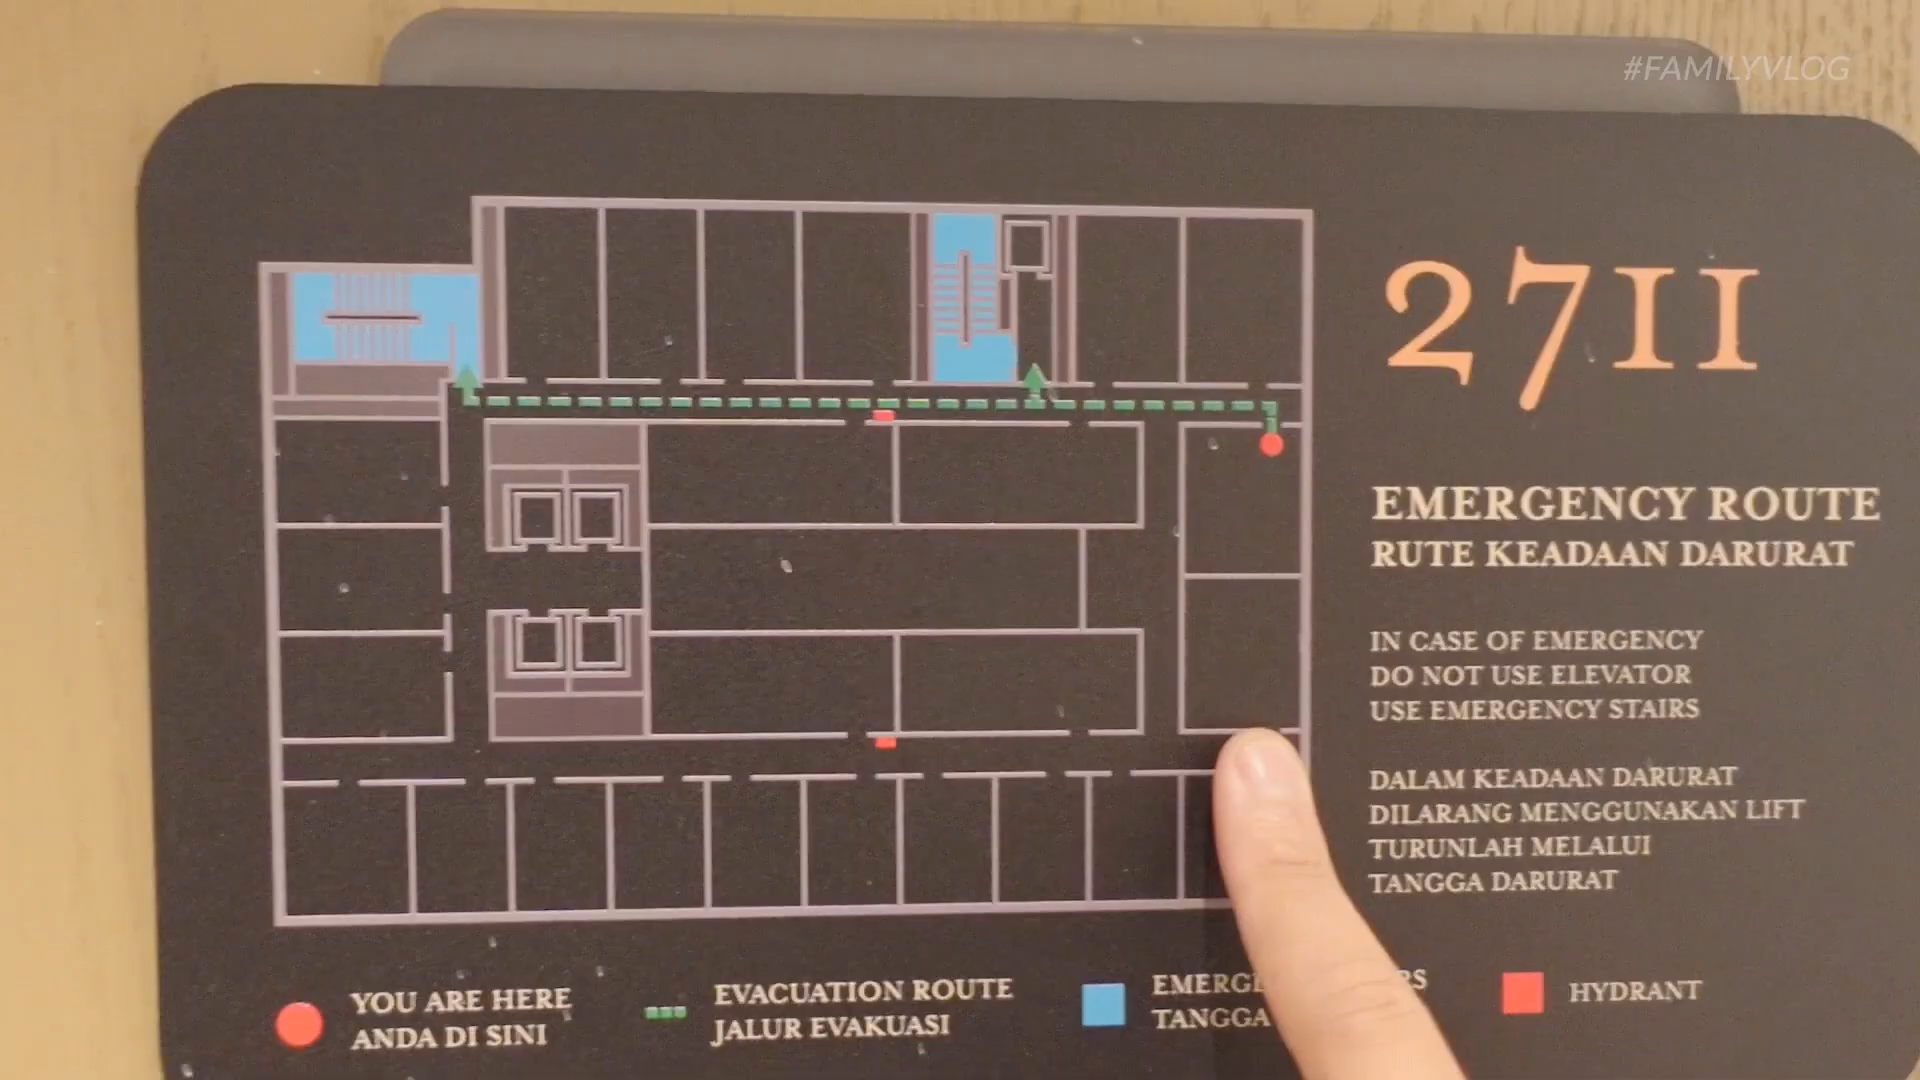 #FAMILYVLOG
2711
EMERGENCY ROUTE
RUTE KEADAAN DARURAT
IN CASE OF EMERGENCY
DO NOT USE ELEVATOR
USE EMERGENCY STAIRS
DALAM KEADAAN DARURAT
DILARANG MENGGUNAKAN LIFT
TURUNLAH MELALUI
TANGGA DARURAT
YOU ARE HERE
ANDA DI SINI
EVACUATION ROUTE
JALUR EVAKUASI
TANGGA
HYDRANT